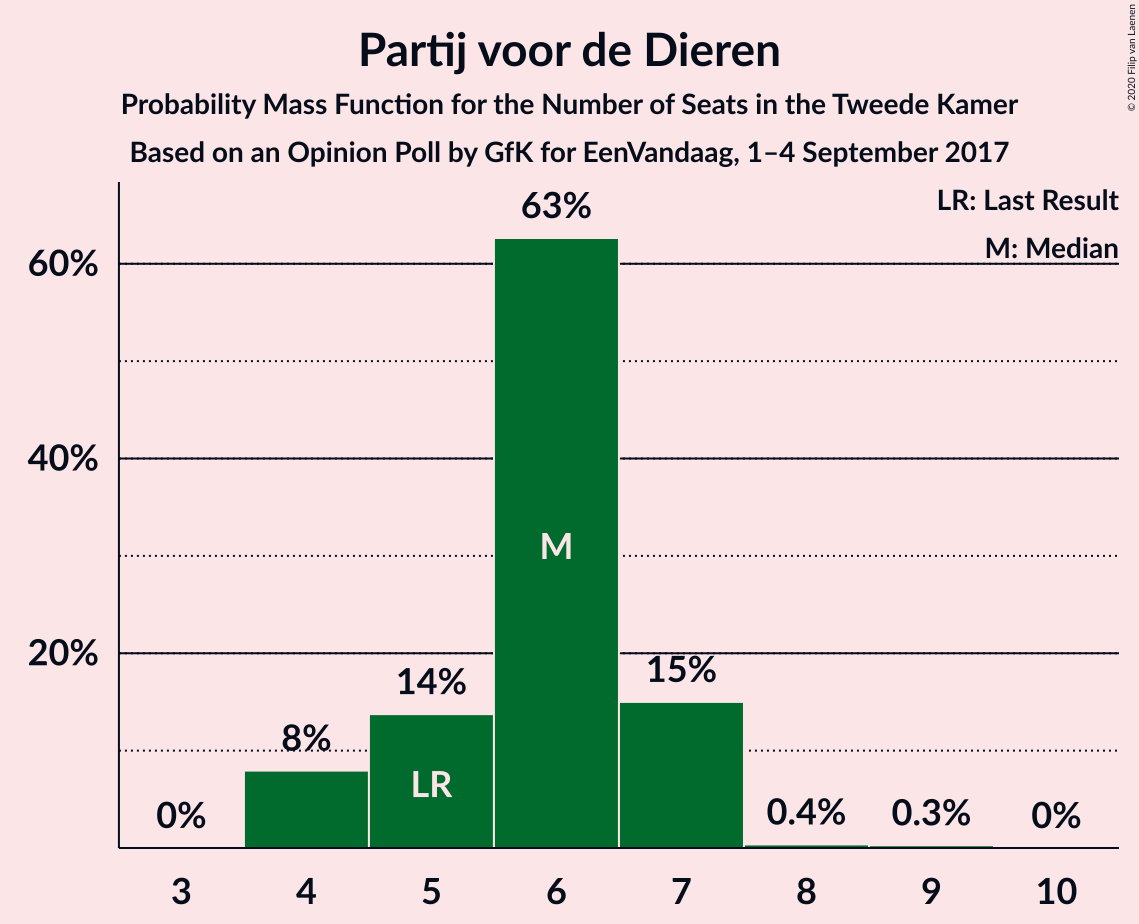 Partij voor de Dieren
Probability Mass Function for the Number of Seats in the Tweede Kamer
Based on an Opinion Poll by GfK for EenVandaag, 1–4 September 2017
© 2020 Filip van Laenen
LR: Last Result
M: Median
60%
40%
20%
0%
8%
14%
63%
15%
0.4%
0.3%
0%
LR
M
3 4 5 6 7 8 9 10